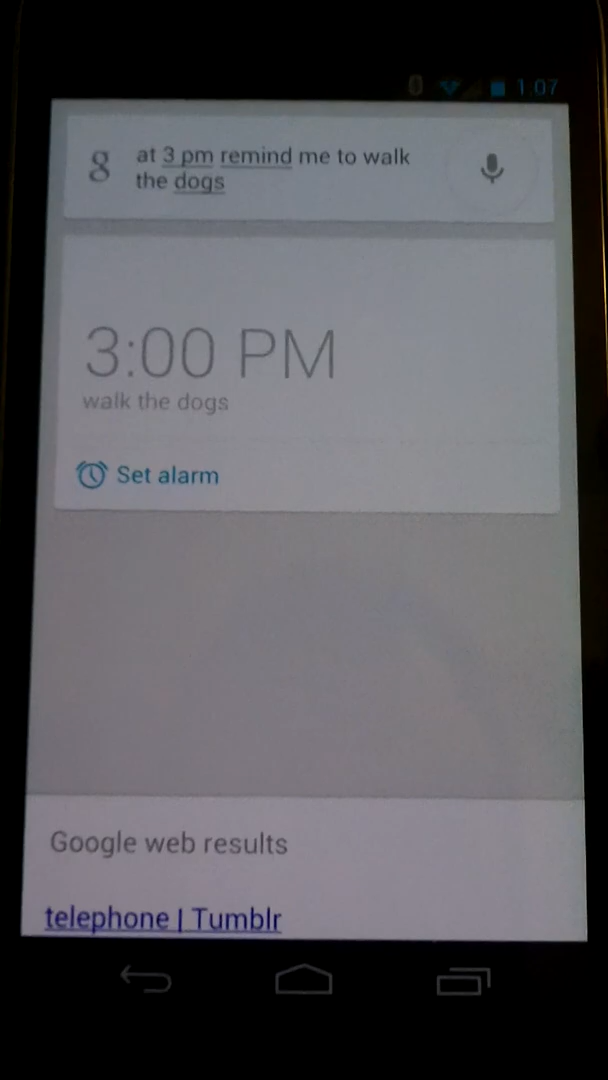 1:07
g at 3 pm remind me to walk
the dogs
3:00 PM
walk the dogs
Set alarm
Google web results
telephone | Tumblr